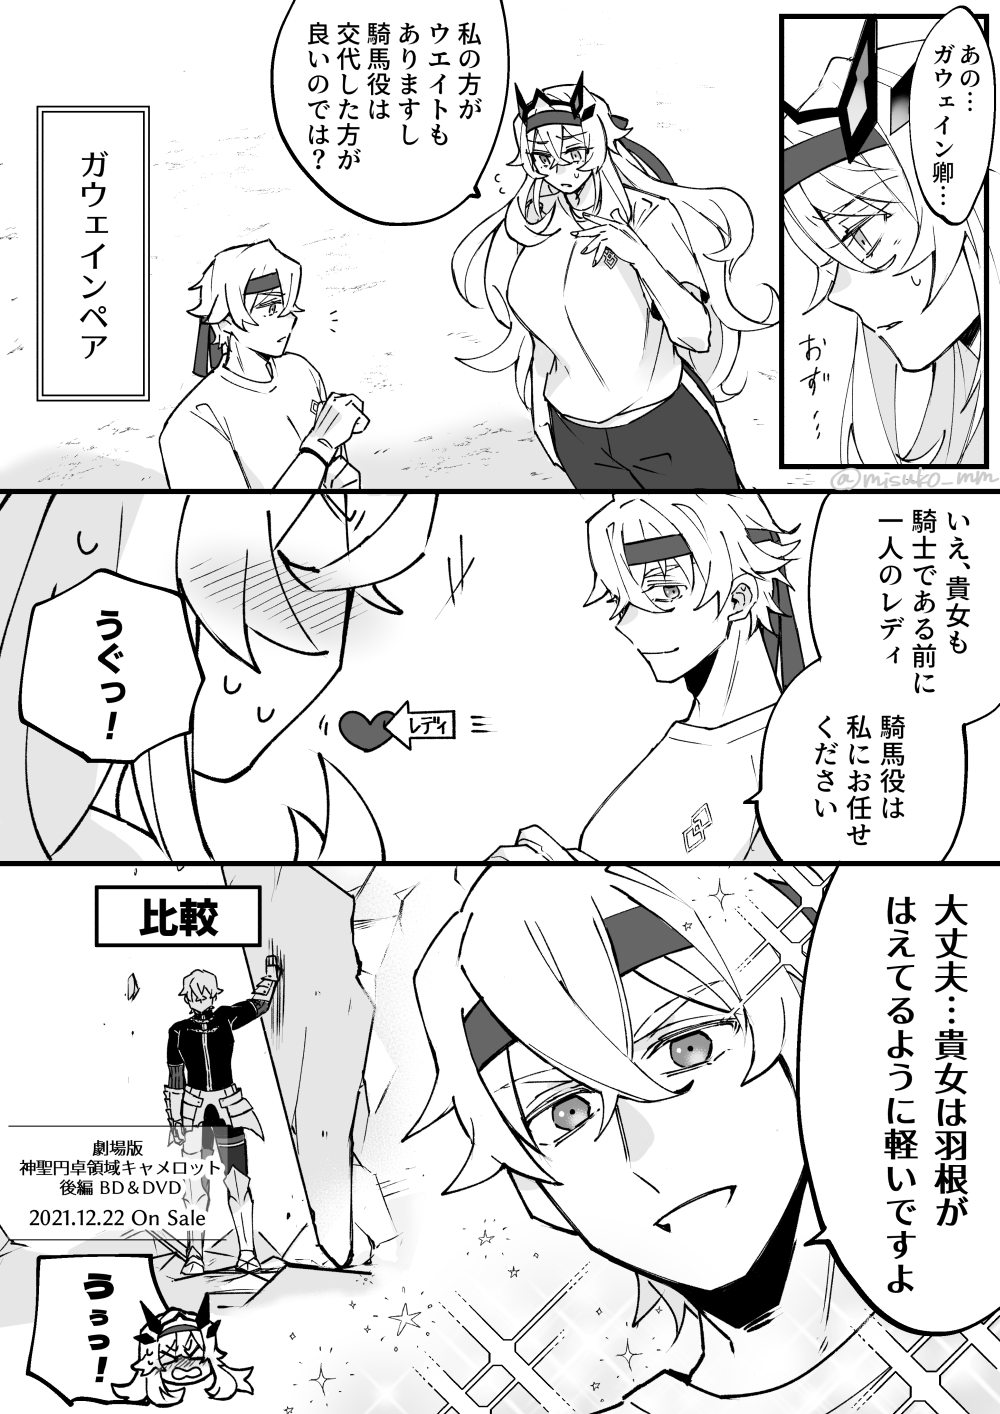 あの…
ガウェイン卿…
おず…
私の方が
ウエイトも
ありますし
騎馬役は
交代した方が
良いのでは?
ガウェインペア
@misuko_mm
いえ、貴女も
騎士である前に
一人のレディ
騎馬役は
私にお任せ
ください
レディ
うぐっ!
大丈夫…貴女は羽根が
はえてるように軽いですよ
比較
劇場版
神聖円卓領域キャメロット
後編 BD&DVD
2021.12.22 On Sale
うぅっ!